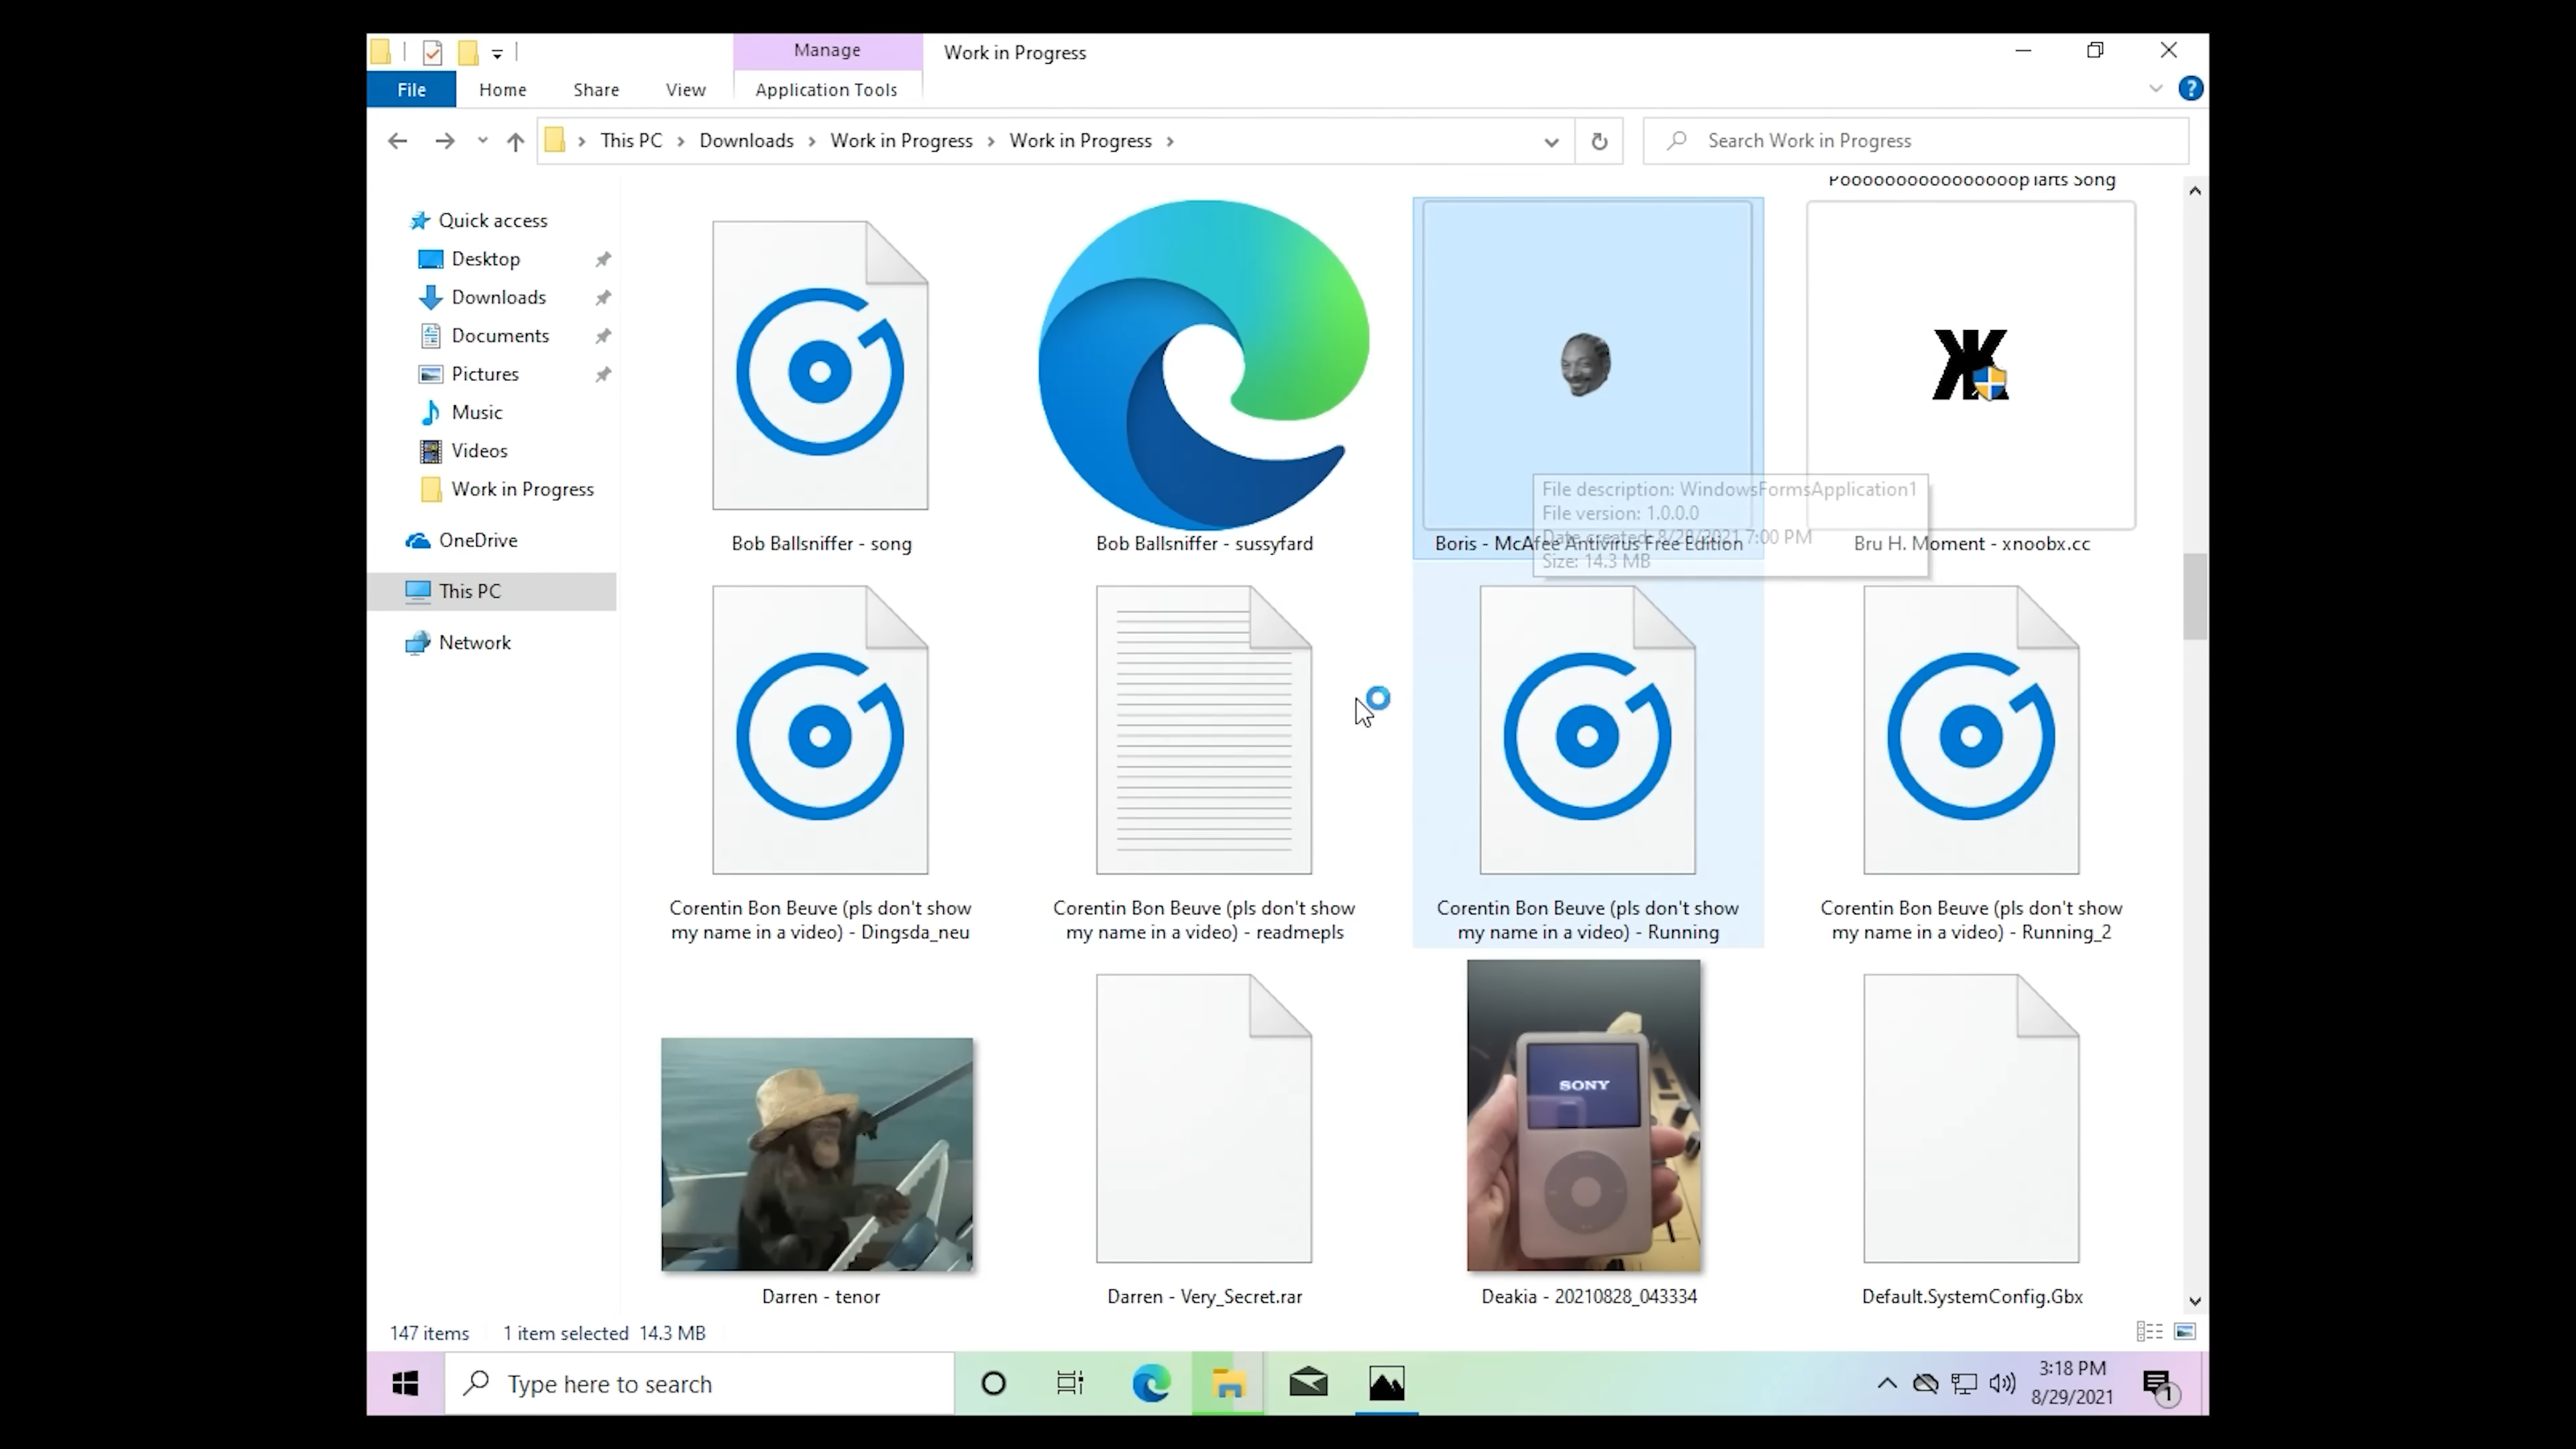 Manage
Work in Progress
File
Home
Share
View
Application Tools
This PC
Downloads
Work in Progress
Work in Progress
Search Work in Progress
Quick access
Desktop
Downloads
Documents
Pictures
Music
Videos
Work in Progress
OneDrive
This PC
Network
Song
Bob Ballsniffer - song
Bob Ballsniffer - sussyfard
Boris - McAfee Antivirus Free Edition
Bru H. Moment - xnoobx.cc
File description: WindowsFormsApplication1
File version: 1.0.0.0
Date created: 8/28/2021 7:00 PM
Size: 14.3 MB
Corentin Bon Beuve (pls don't show
my name in a video) - Dingsda_neu
Corentin Bon Beuve (pls don't show
my name in a video) - readmepls
Corentin Bon Beuve (pls don't show
my name in a video) - Running
Corentin Bon Beuve (pls don't show
my name in a video) - Running_2
SONY
Darren - tenor
Darren - Very_Secret.rar
Deakia - 20210828_043334
Default.SystemConfig.Gbx
147 items
1 item selected 14.3 MB
Type here to search
3:18 PM
8/29/2021
1